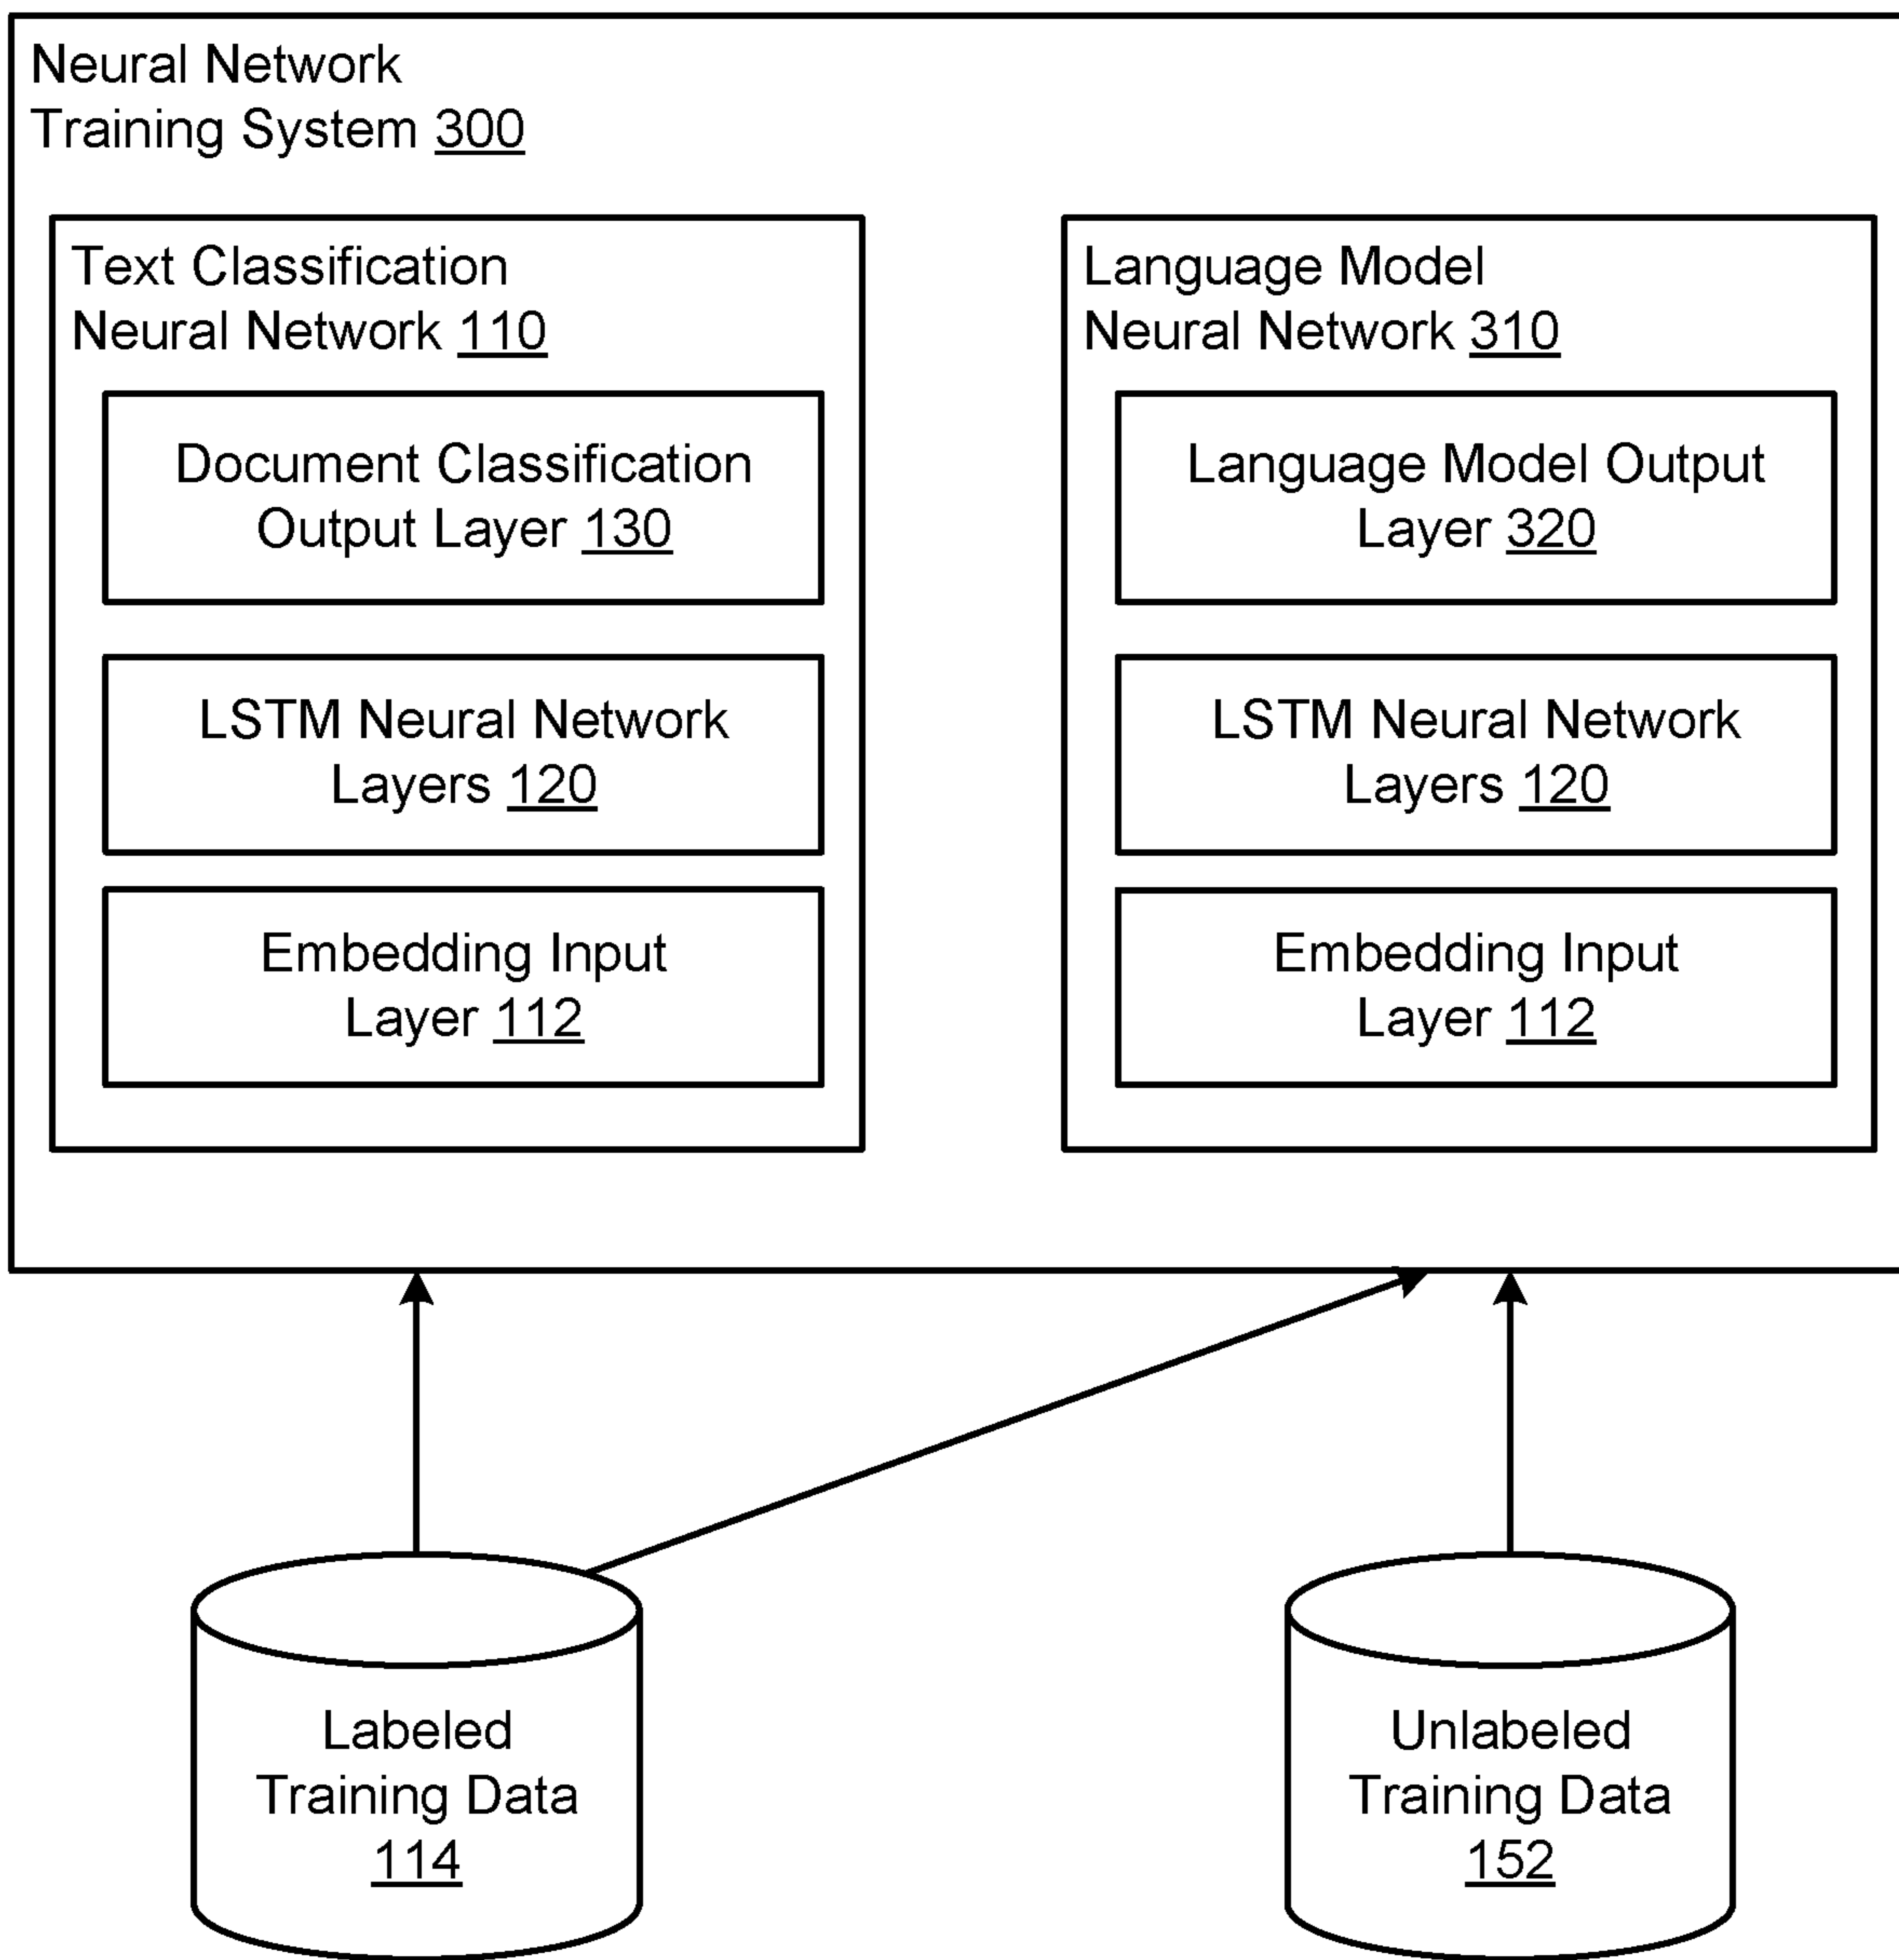 Neural Network
Training System 300
Text Classification
Neural Network 110
Document Classification
Output Layer 130
LSTM Neural Network
Layers 120
Embedding Input
Layer 112
Language Model
Neural Network 310
Language Model Output
Layer 320
LSTM Neural Network
Layers 120
Embedding Input
Layer 112
Labeled
Training Data
114
Unlabeled
Training Data
152